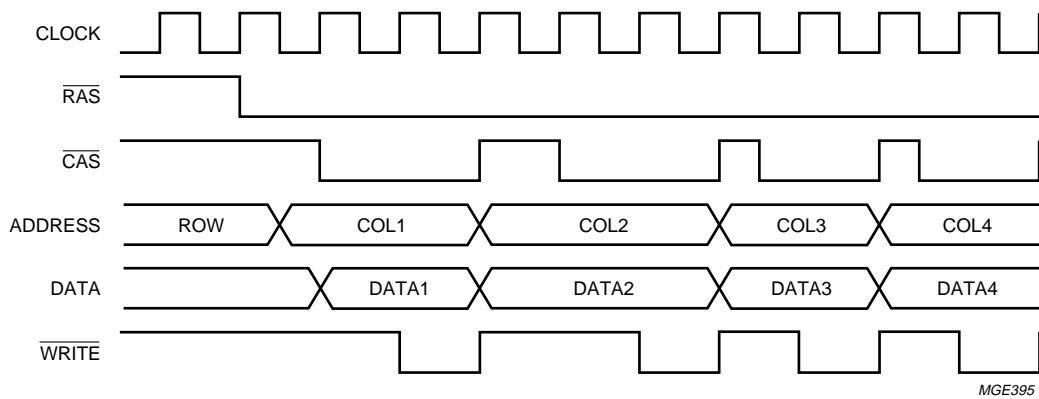 CLOCK
RAS
CAS
ADDRESS ROW COL1 COL2 COL3 COL4
DATA DATA1 DATA2 DATA3 DATA4
WRITE
MGE395